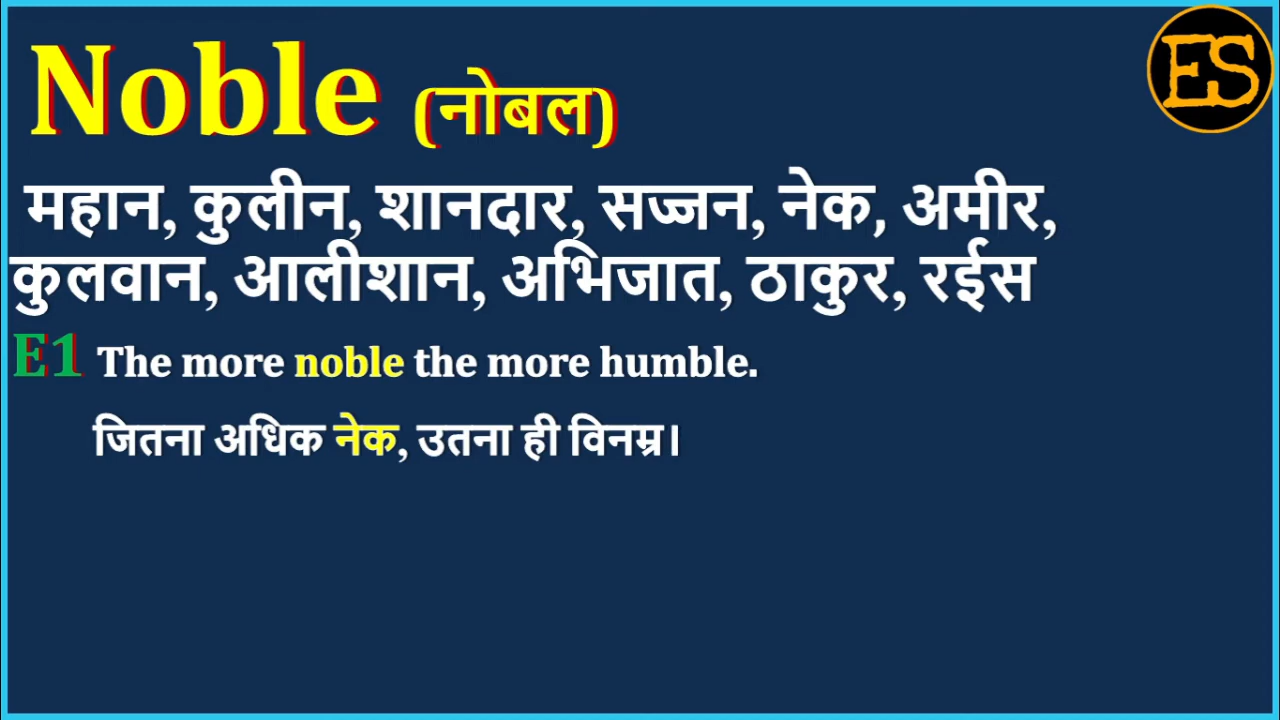 Noble (नोबल)
ES
महान, कुलीन, शानदार, सज्जन, नेक, अमीर,
कुलवान, आलीशान, अभिजात, ठाकुर, रईस
E1 The more noble the more humble.
जितना अधिक नेक, उतना ही विनम्र।